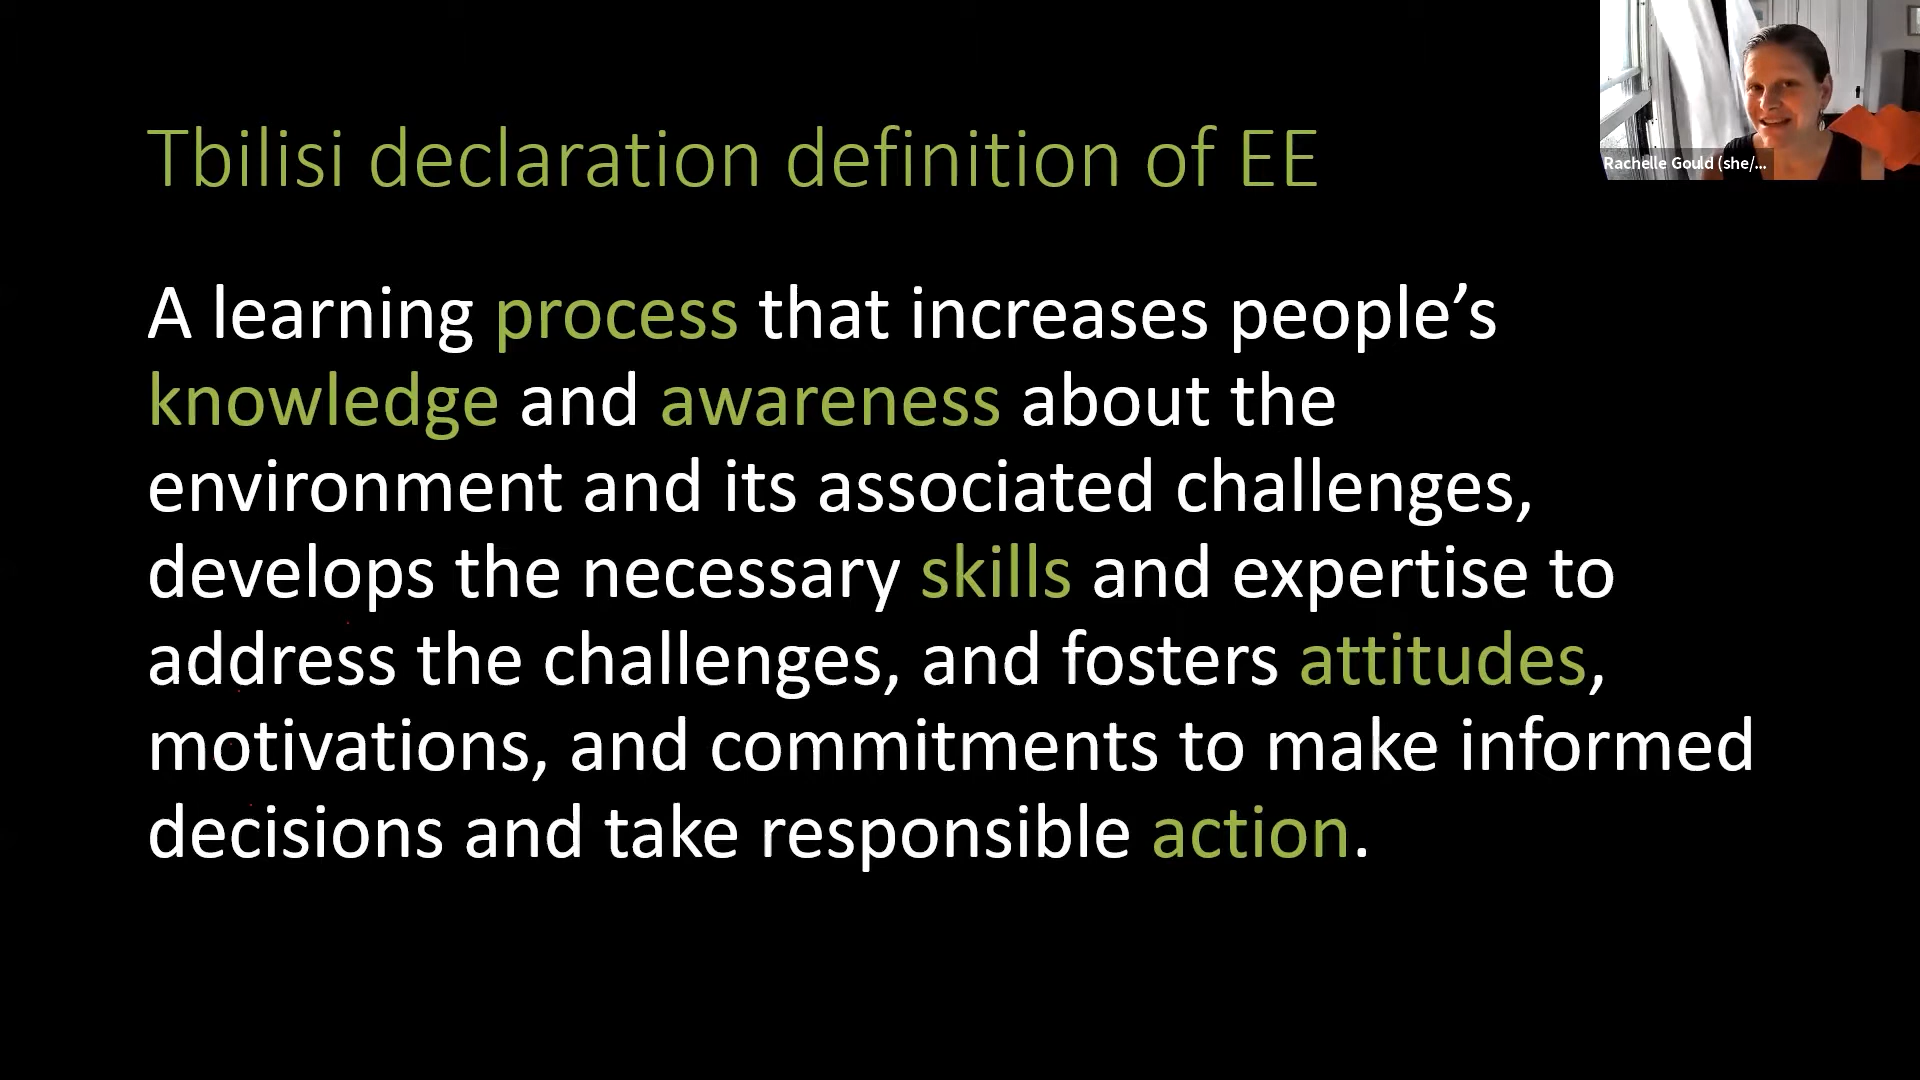 Tbilisi declaration definition of EE
Rachelle Gould (she/...
A learning process that increases people’s
knowledge and awareness about the
environment and its associated challenges,
develops the necessary skills and expertise to
address the challenges, and fosters attitudes,
motivations, and commitments to make informed
decisions and take responsible action.